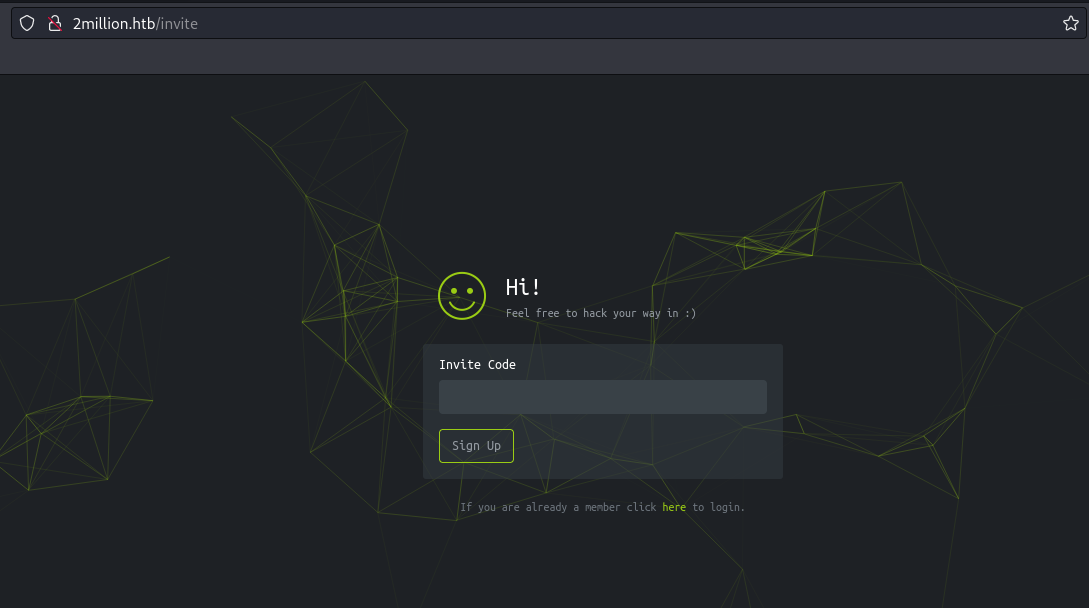 2million.htb/invite
Hi!
Feel free to hack your way in :)
Invite Code
Sign Up
If you are already a member click here to login.